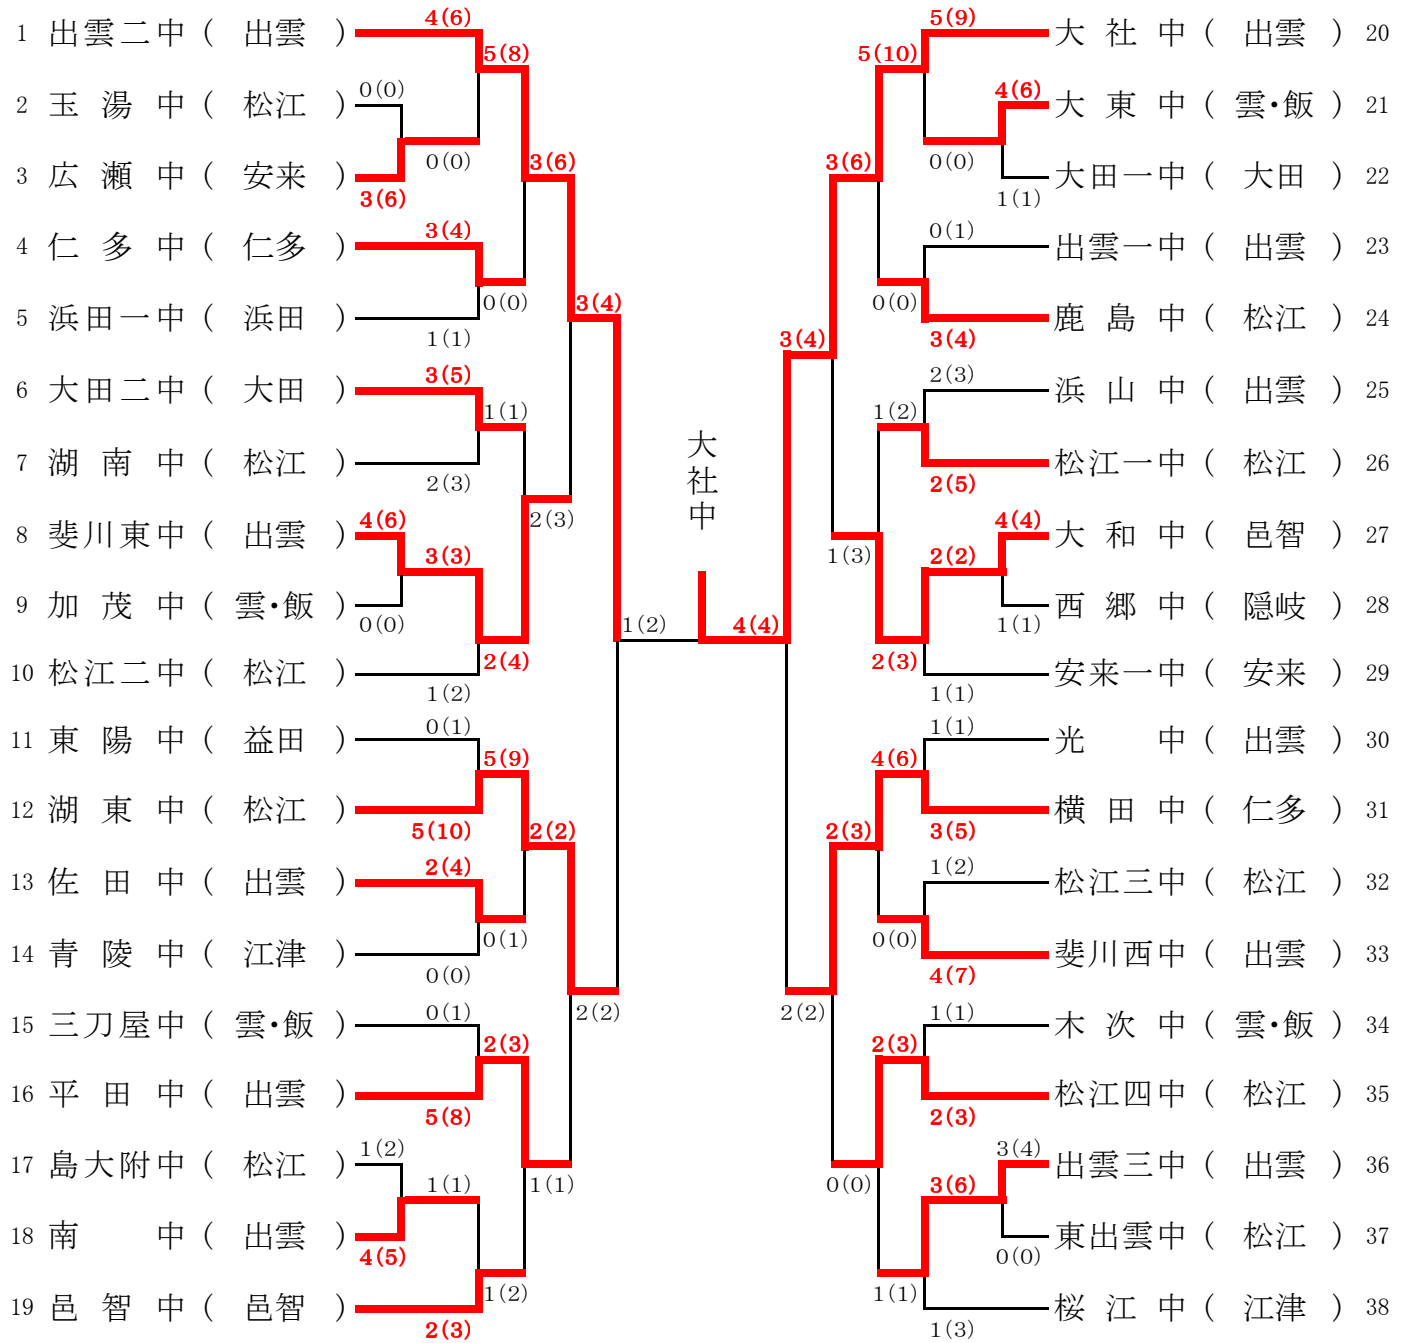 1 出雲二中 ( 出雲 )
2 玉湯中 ( 松江 )
3 広瀬中 ( 安来 )
4 仁多中 ( 仁多 )
5 浜田一中 ( 浜田 )
6 大田二中 ( 大田 )
7 湖南中 ( 松江 )
8 斐川東中 ( 出雲 )
9 加茂中 ( 雲・飯 )
10 松江二中 ( 松江 )
11 東陽中 ( 益田 )
12 湖東中 ( 松江 )
13 佐田中 ( 出雲 )
14 青陵中 ( 江津 )
15 三刀屋中 ( 雲・飯 )
16 平田中 ( 出雲 )
17 島大附中 ( 松江 )
18 南中 ( 出雲 )
19 邑智中 ( 邑智 )
4(6)
0(0)
3(6)
0(0)
5(8)
3(4)
1(1)
0(0)
3(6)
3(5)
2(3)
1(1)
4(6)
0(0)
3(3)
1(2)
2(4)
2(3)
3(4)
0(1)
5(10)
5(9)
2(4)
0(0)
0(1)
2(2)
0(1)
5(8)
2(3)
1(2)
4(5)
1(1)
2(3)
1(2)
1(1)
2(2)
1(2)
大社中
4(4)
5(9)
5(10)
4(6)
1(1)
0(0)
3(6)
0(1)
3(4)
0(0)
3(4)
2(3)
2(5)
1(2)
4(4)
1(1)
2(2)
1(1)
2(3)
1(3)
1(1)
3(5)
4(6)
1(2)
4(7)
0(0)
2(3)
2(2)
1(1)
2(3)
2(3)
3(4)
0(0)
3(6)
1(3)
1(1)
0(0)
大社中 ( 出雲 ) 20
大東中 ( 雲・飯 ) 21
大田一中 ( 大田 ) 22
出雲一中 ( 出雲 ) 23
鹿島中 ( 松江 ) 24
浜山中 ( 出雲 ) 25
松江一中 ( 松江 ) 26
大和中 ( 邑智 ) 27
西郷中 ( 隠岐 ) 28
安来一中 ( 安来 ) 29
光中 ( 出雲 ) 30
横田中 ( 仁多 ) 31
松江三中 ( 松江 ) 32
斐川西中 ( 出雲 ) 33
木次中 ( 雲・飯 ) 34
松江四中 ( 松江 ) 35
出雲三中 ( 出雲 ) 36
東出雲中 ( 松江 ) 37
桜江中 ( 江津 ) 38